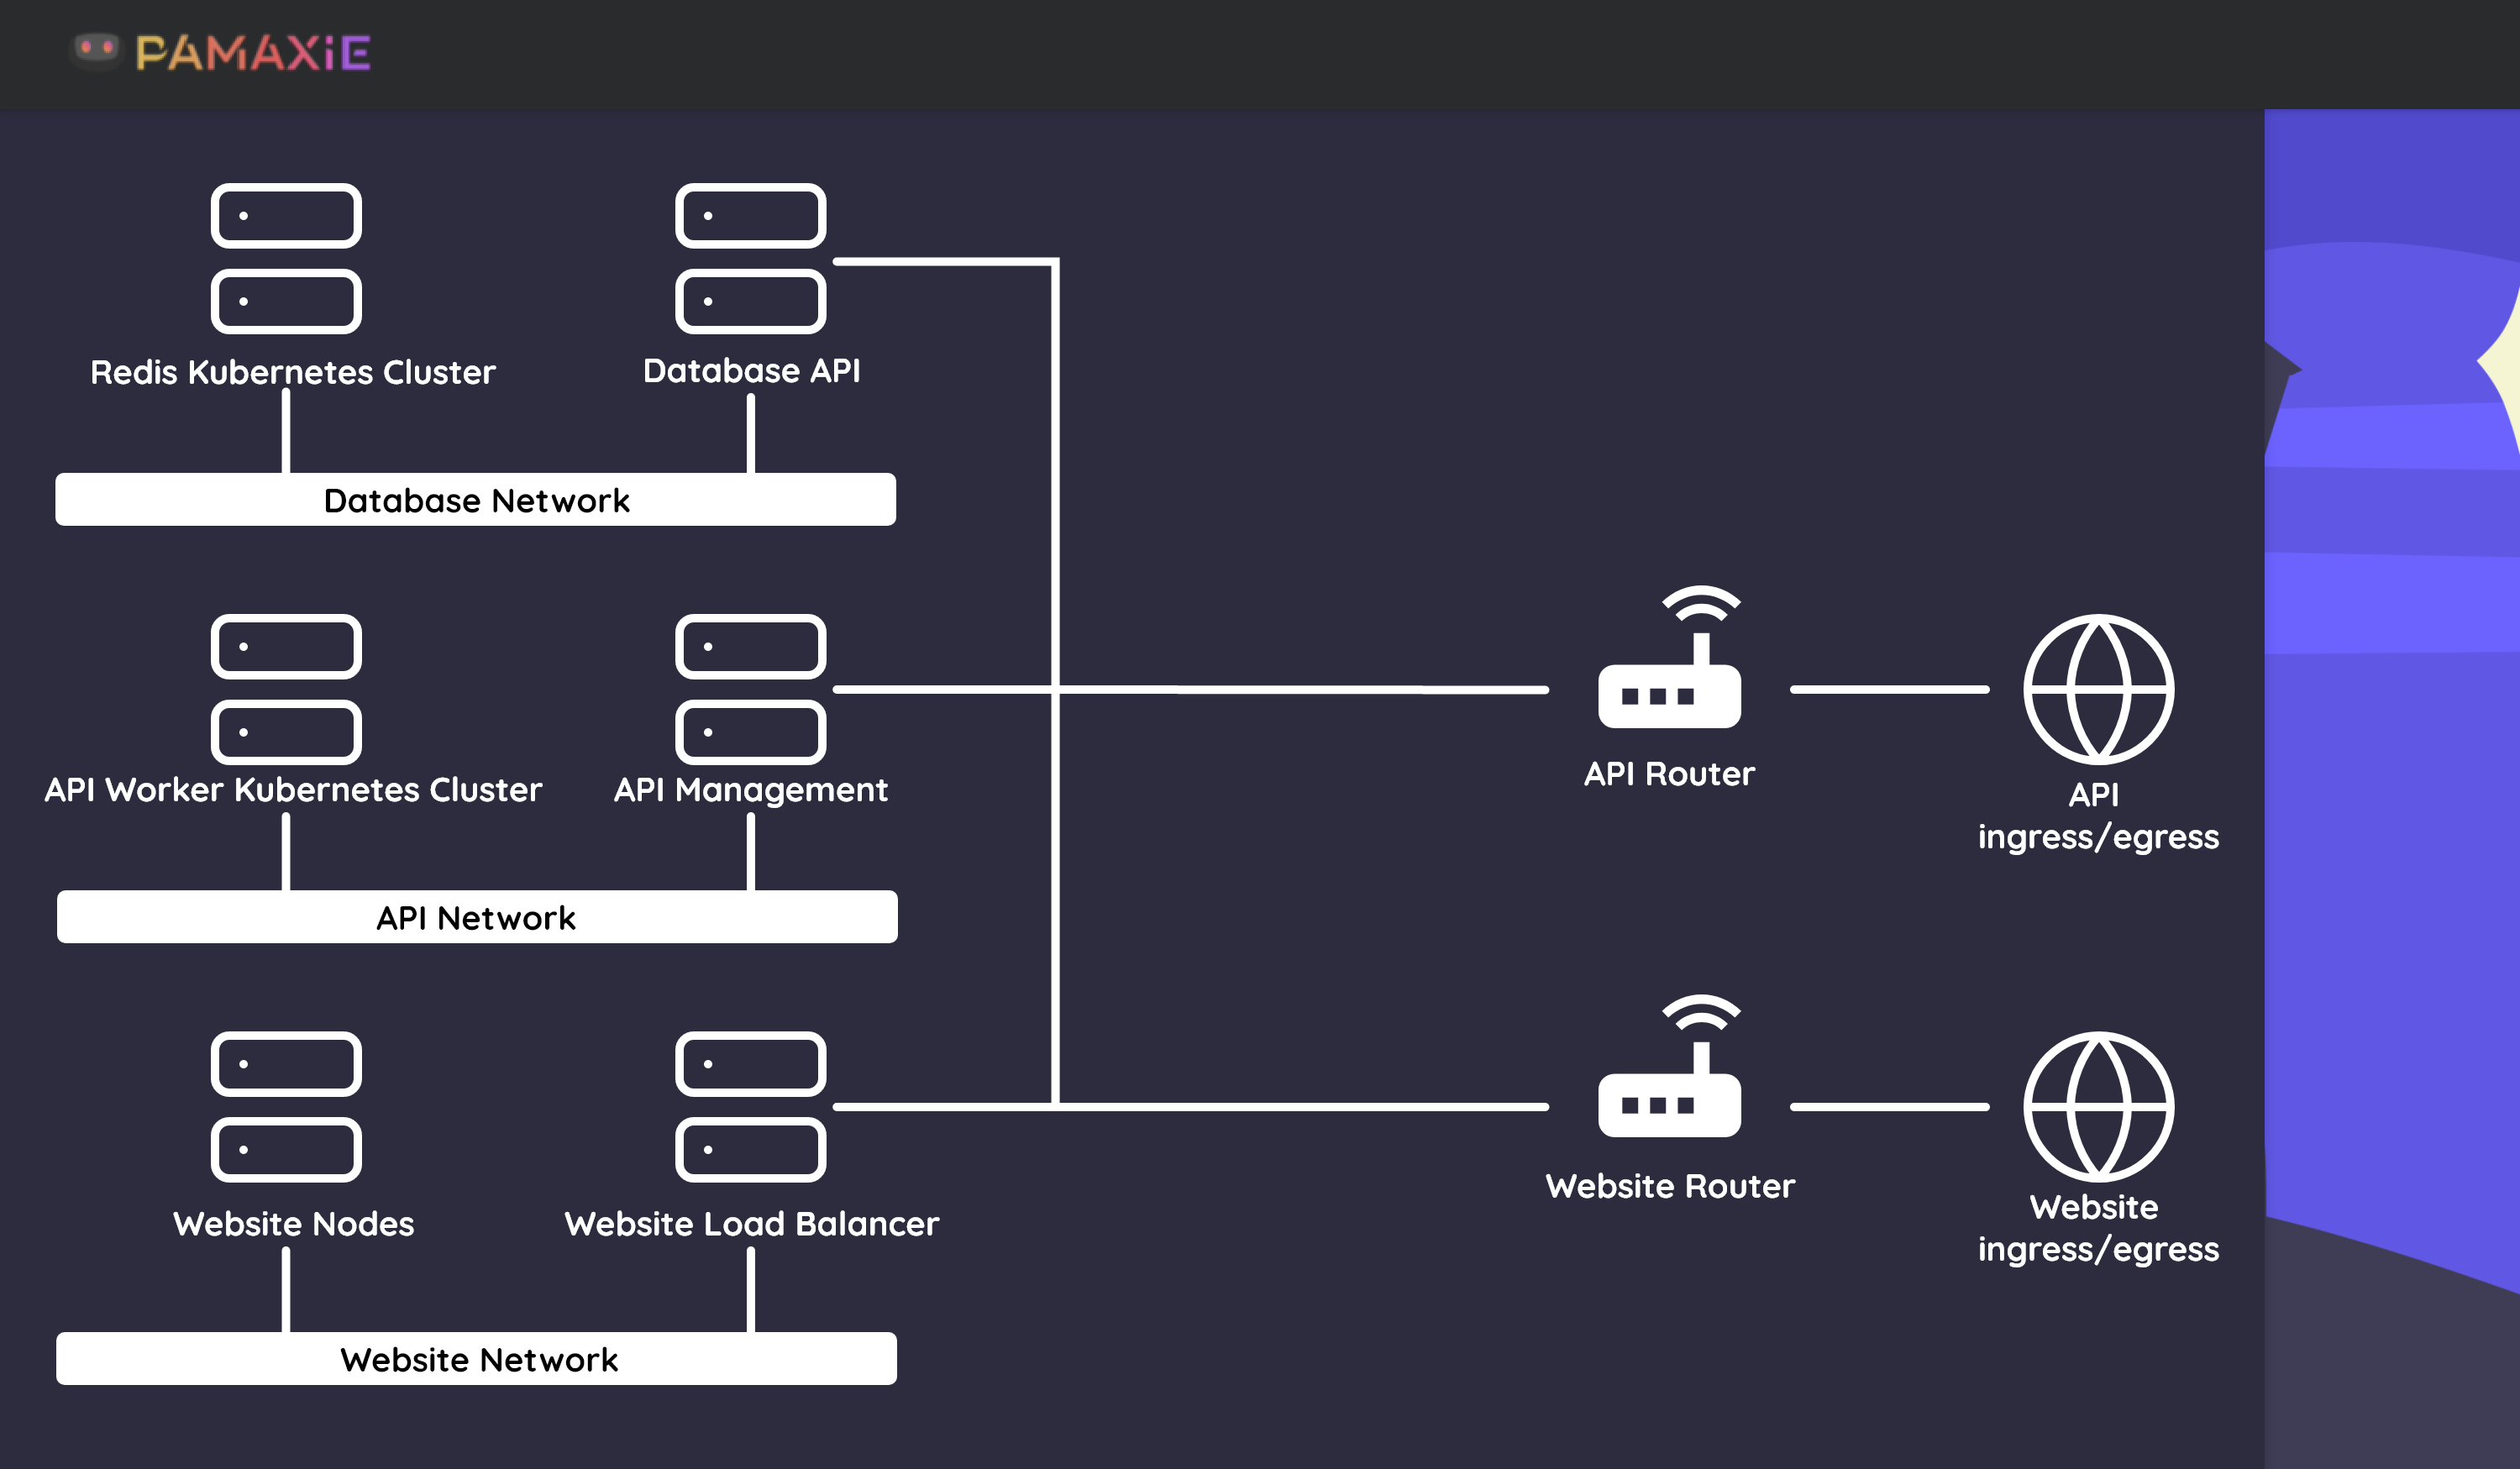 PAMAXiE
Redis Kubernetes Cluster
Database API
Database Network
API Worker Kubernetes Cluster
API Management
API Router
API
ingress/egress
API Network
Website Nodes
Website Load Balancer
Website Router
Website
ingress/egress
Website Network